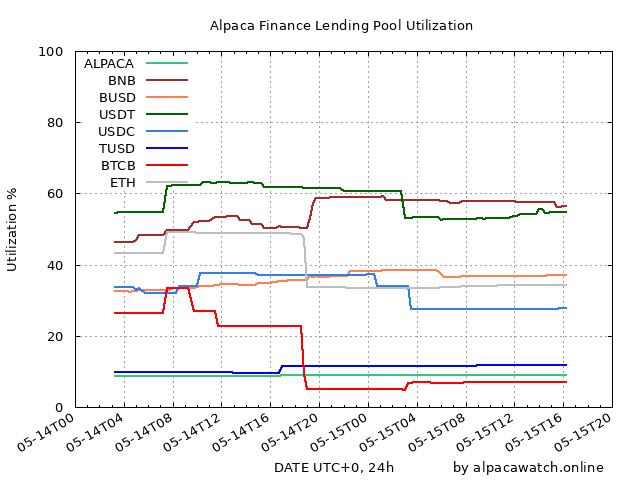 Alpaca Finance Lending Pool Utilization
100
80
60
40
20
0
Utilization %
ALPACA
BNB
BUSD
USDT
USDC
TUSD
BTCB
ETH
05-14T00
05-14T04
05-14T08
05-14T12
05-14T16
05-14T20
05-15T00
05-15T04
05-15T08
05-15T12
05-15T16
05-15T20
DATE UTC+0, 24h
by alpacawatch.online